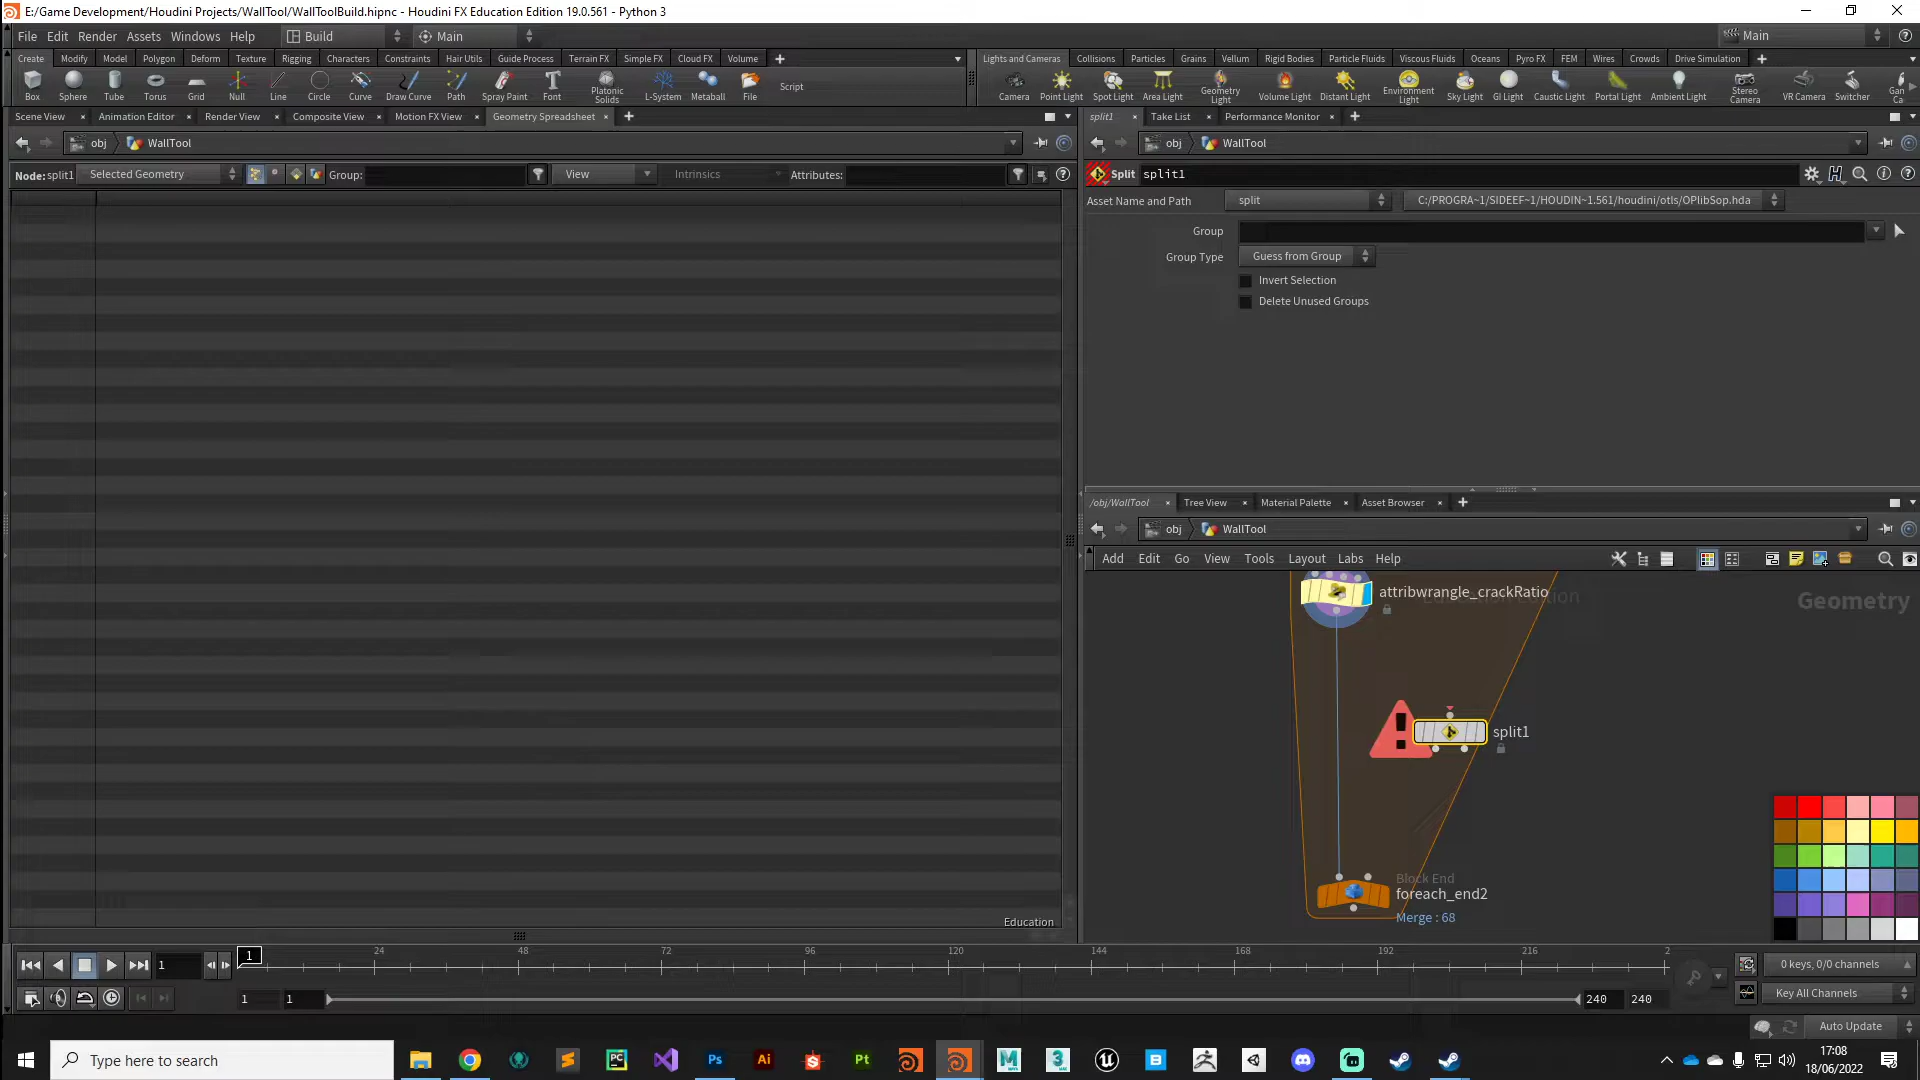 E:/Game Development/Houdini Projects/WallTool/WallToolBuild.hipnc - Houdini FX Education Edition 19.0.561 - Python 3
File Edit Render Assets Windows Help Build Main Main
Create Modify Model Polygon Deform Texture Rigging Characters Constraints Hair Utils Guide Process Terrain FX Simple FX Cloud FX Volume
Lights and Cameras Collisions Particles Grains Vellum Rigid Bodies Particle Fluids Viscous Fluids Oceans Pyro FX FEM Wires Crowds Drive Simulation
Box Sphere Tube Torus Grid Null Line Circle Curve Draw Curve Path Spray Paint Font Platonic Solids L-System Metaball File Script
Camera Point Light Spot Light Area Light Geometry Light Volume Light Distant Light Environment Light Sky Light GI Light Caustic Light Portal Light Ambient Light Stereo Camera VR Camera Switcher Gan Ca
Scene View Animation Editor Render View Composite View Motion FX View Geometry Spreadsheet
split1 Take List Performance Monitor
obj WallTool
obj WallTool
Node: split1 Selected Geometry Group: View Intrinsics Attributes:
Split split1
Asset Name and Path split C:/PROGRA~1/SIDEEF~1/HOUDIN~1.561/houdini/otls/OPlibSop.hda
Group
Group Type Guess from Group
Invert Selection
Delete Unused Groups
/obj/WallTool Tree View Material Palette Asset Browser
obj WallTool
Add Edit Go View Tools Layout Labs Help
attribwrangle_crackRatio
Geometry
split1
Block End
foreach_end2
Merge : 68
Education
1 24 48 72 96 120 144 168 192 216 2
1
0 keys, 0/0 channels
1 1 240 240
Key All Channels
Auto Update
Type here to search
17:08
18/06/2022